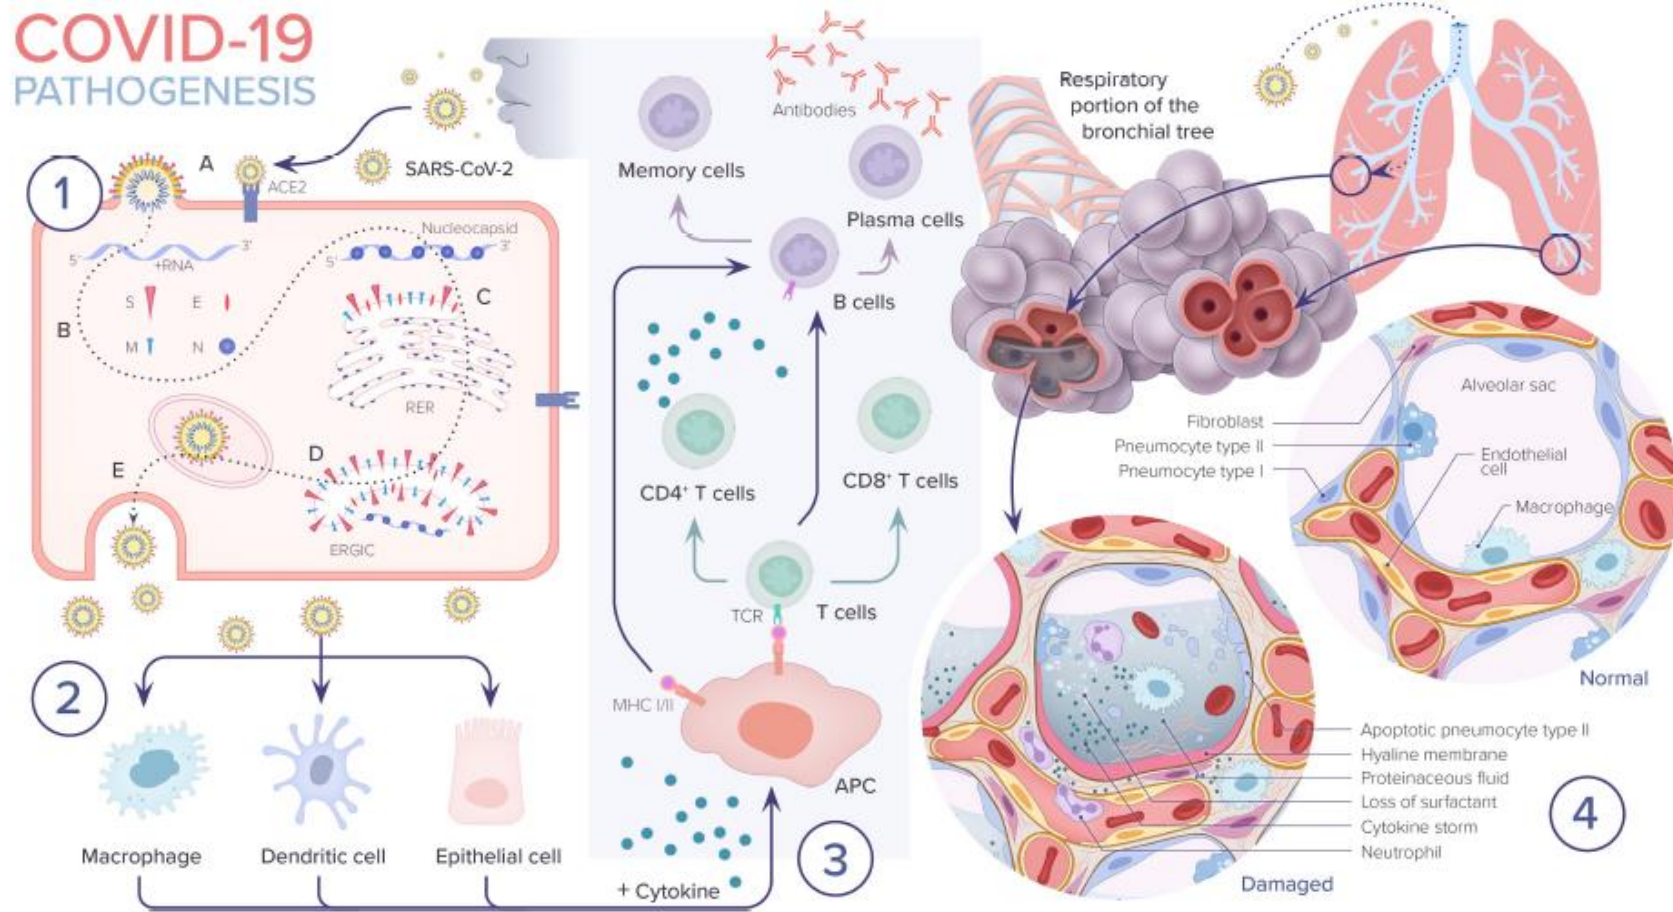 COVID-19
PATHOGENESIS
1
A
ACE2
SARS-CoV-2
5'
+RNA
3'
Nucleocapsid
5'
3'
B
S
E
M
N
C
RER
D
E
ERGIC
2
Macrophage
Dendritic cell
Epithelial cell
+ Cytokine
3
APC
MHC I/II
TCR
T cells
CD4+ T cells
CD8+ T cells
B cells
Memory cells
Plasma cells
Antibodies
Respiratory
portion of the
bronchial tree
Alveolar sac
Fibroblast
Pneumocyte type II
Pneumocyte type I
Endothelial
cell
Macrophage
Normal
Apoptotic pneumocyte type II
Hyaline membrane
Proteinaceous fluid
Loss of surfactant
Cytokine storm
Neutrophil
4
Damaged